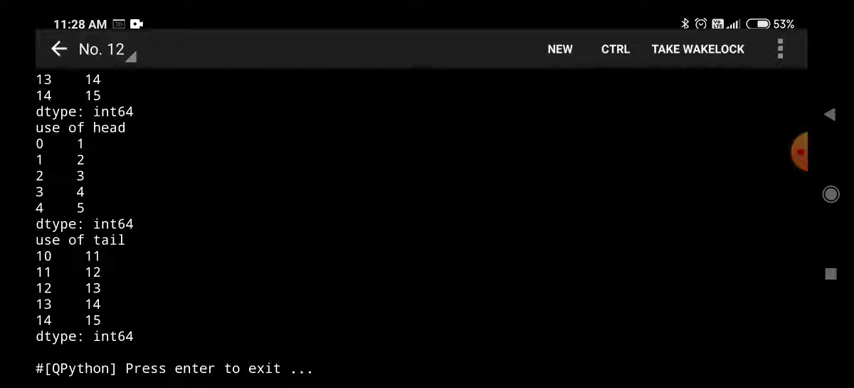 11:28 AM 53%
No. 12 NEW CTRL TAKE WAKELOCK
13 14
14 15
dtype: int64
use of head
0 1
1 2
2 3
3 4
4 5
dtype: int64
use of tail
10 11
11 12
12 13
13 14
14 15
dtype: int64
#[QPython] Press enter to exit ...